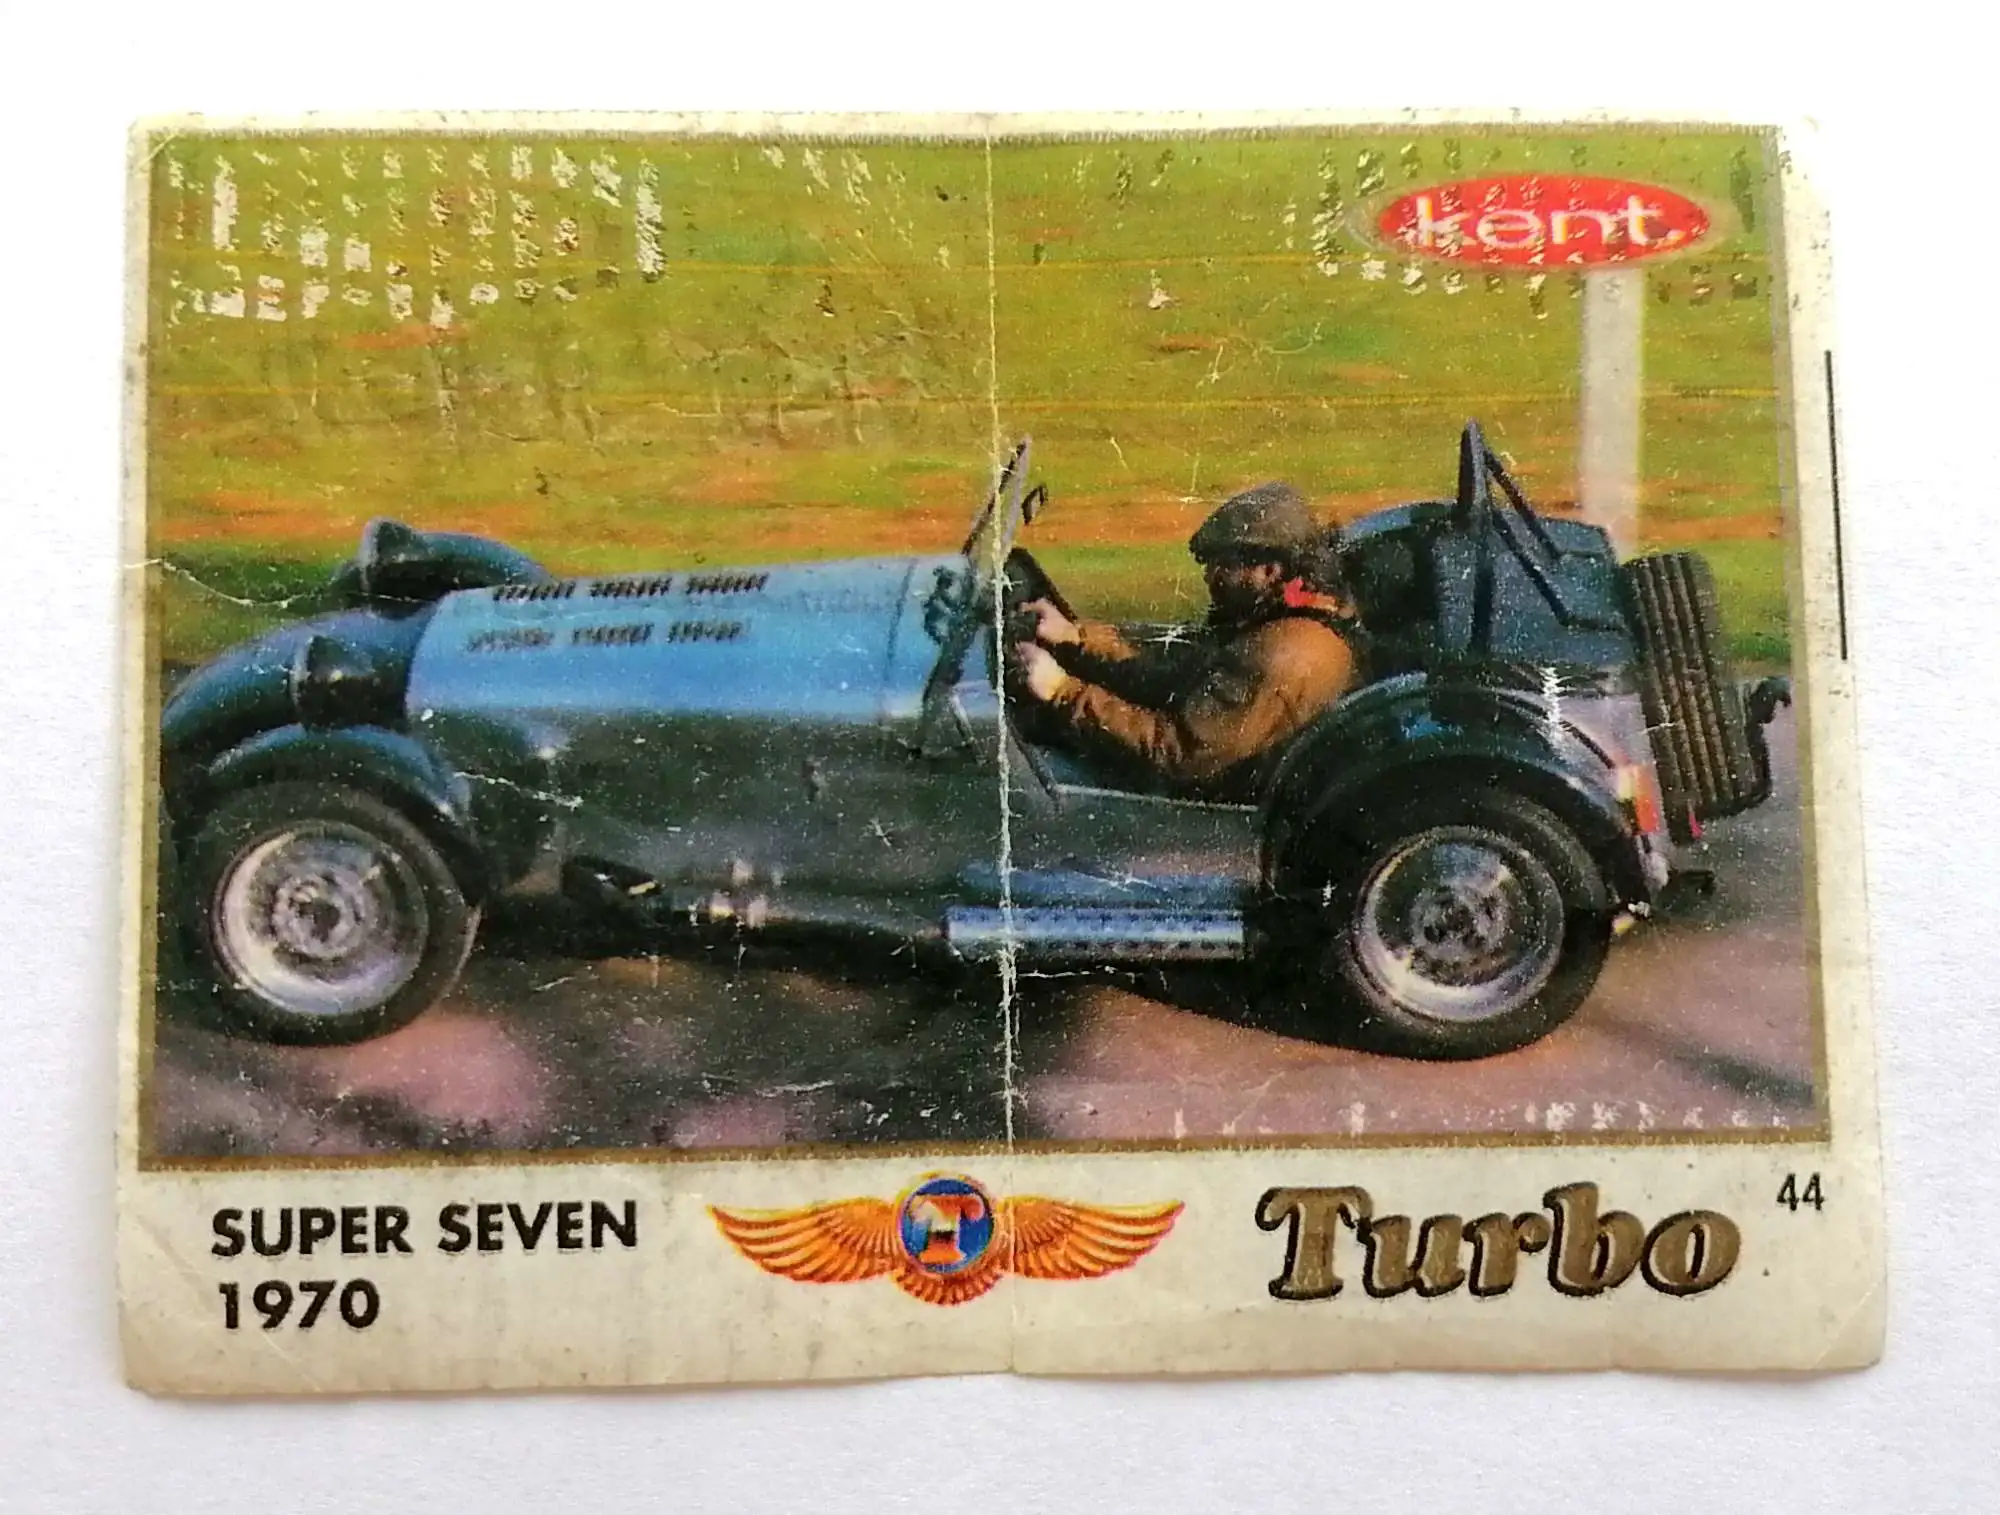 kent.
SUPER SEVEN
1970
T
Turbo
44